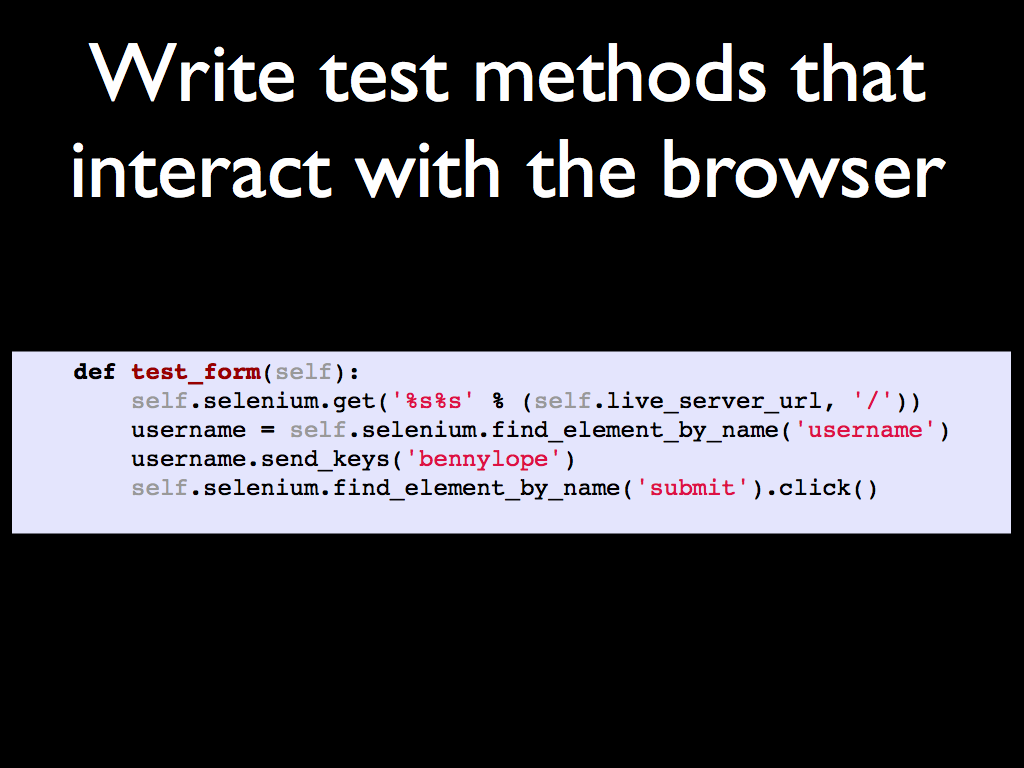 Write test methods that
interact with the browser
def test_form(self):
    self.selenium.get('%s%s' % (self.live_server_url, '/'))
    username = self.selenium.find_element_by_name('username')
    username.send_keys('bennylope')
    self.selenium.find_element_by_name('submit').click()